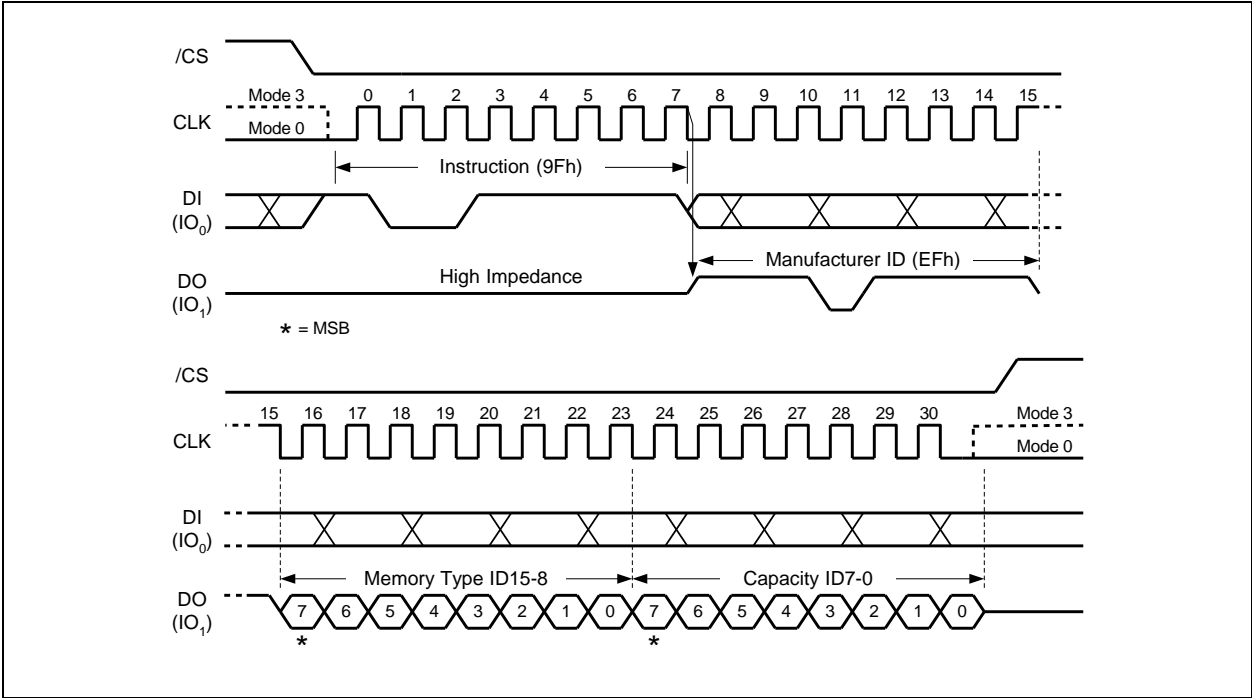 /CS
Mode 3 0 1 2 3 4 5 6 7 8 9 10 11 12 13 14 15
CLK
Mode 0
Instruction (9Fh)
DI
(IO0)
Manufacturer ID (EFh)
DO High Impedance
(IO1)
* = MSB
/CS
15 16 17 18 19 20 21 22 23 24 25 26 27 28 29 30 Mode 3
CLK
Mode 0
DI
(IO0)
Memory Type ID15-8 Capacity ID7-0
DO 7 6 5 4 3 2 1 0 7 6 5 4 3 2 1 0
(IO1)
* *